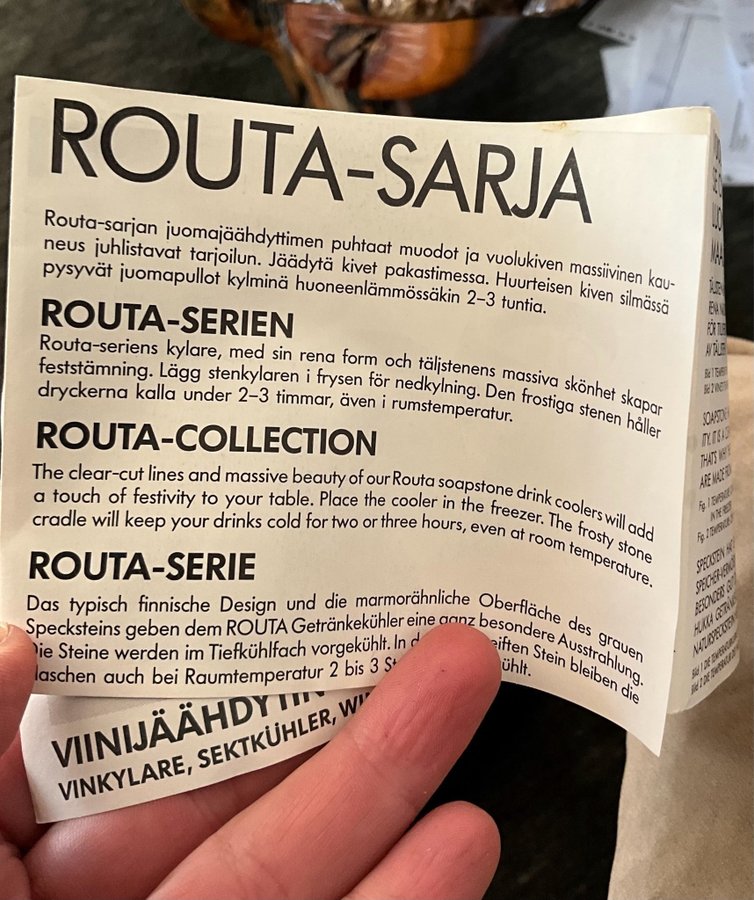 ROUTA-SARJA
Routa-sarjan juomajäähdyttimen puhtaat muodot ja vuolukiven massiivinen kau-
neus juhlistavat tarjoilun. Jäädytä kivet pakastimessa. Huurteisen kiven silmässä
pysyvät juomapullot kylminä huoneenlämmössäkin 2–3 tuntia.
ROUTA-SERIEN
Routa-seriens kylare, med sin rena form och täljstenens massiva skönhet skapar
feststämning. Lägg stenkylaren i frysen för nedkylning. Den frostiga stenen håller
dryckerna kalla under 2–3 timmar, även i rumstemperatur.
ROUTA-COLLECTION
The clear-cut lines and massive beauty of our Routa soapstone drink coolers will add
a touch of festivity to your table. Place the cooler in the freezer. The frosty stone
cradle will keep your drinks cold for two or three hours, even at room temperature.
ROUTA-SERIE
Das typisch finnische Design und die marmorähnliche Oberfläche des grauen
Specksteins geben dem ROUTA Getränkekühler eine ganz besondere Ausstrahlung.
Die Steine werden im Tiefkühlfach vorgekühlt. In Stein bleiben die
laschen auch bei Raumtemperatur 2 bis 3
VIINIJÄÄHDYTIN
VINKYLARE, SEKTKÜHLER,